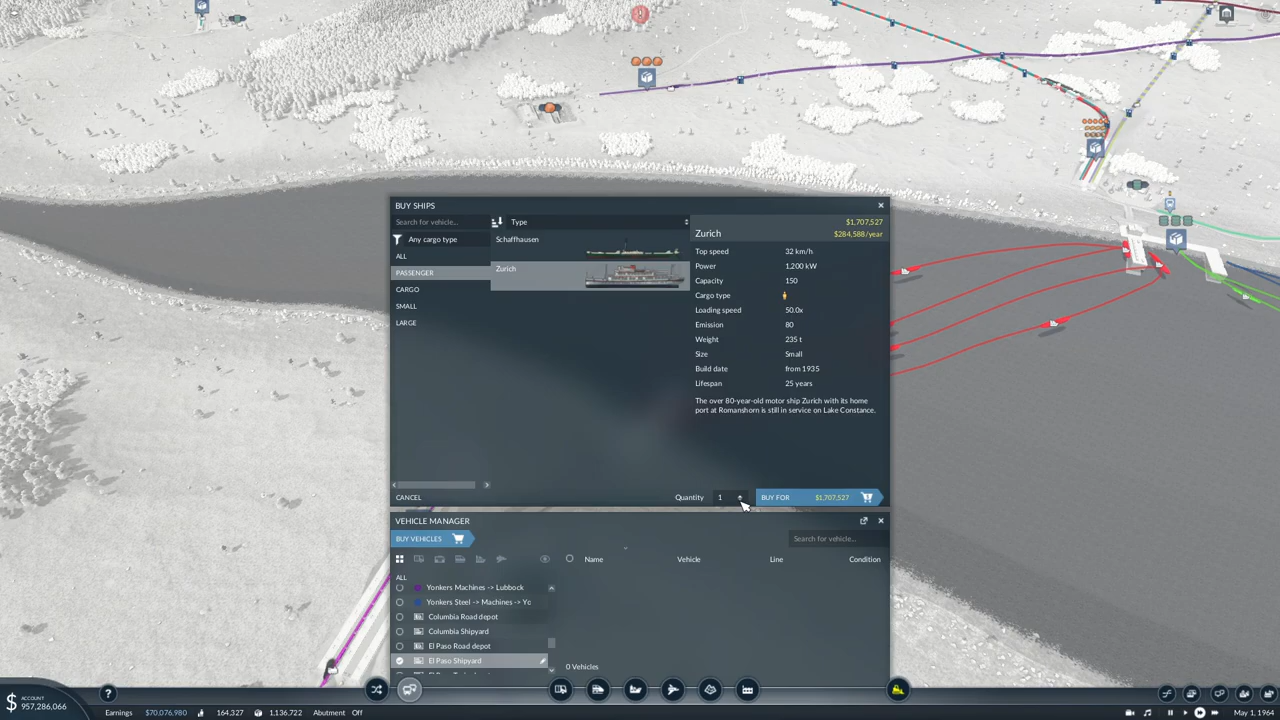 BUY SHIPS
Search for vehicle...
Type
$1,707,527
Zurich
$284,588/year
Any cargo type
ALL
PASSENGER
CARGO
SMALL
LARGE
Schaffhausen
Zurich
Top speed 32 km/h
Power 1,200 kW
Capacity 150
Cargo type
Loading speed 50.0x
Emission 80
Weight 235 t
Size Small
Build date from 1935
Lifespan 25 years
The over 80-year-old motor ship Zurich with its home
port at Romanshorn is still in service on Lake Constance.
CANCEL
Quantity 1
BUY FOR $1,707,527
VEHICLE MANAGER
BUY VEHICLES
Search for vehicle...
Name Vehicle Line Condition
ALL
Yonkers Machines -> Lubbock
Yonkers Steel -> Machines -> Yo
Columbia Road depot
Columbia Shipyard
El Paso Road depot
El Paso Shipyard
0 Vehicles
$ ACCOUNT
957,286,066
?
Earnings $70,076,980 164,327 1,136,722 Abutment Off
May 1, 1964